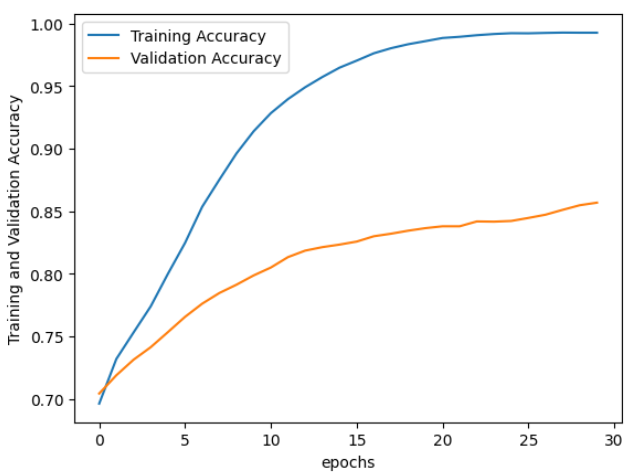 Training and Validation Accuracy
1.00
0.95
0.90
0.85
0.80
0.75
0.70
Training Accuracy
Validation Accuracy
0 5 10 15 20 25 30
epochs